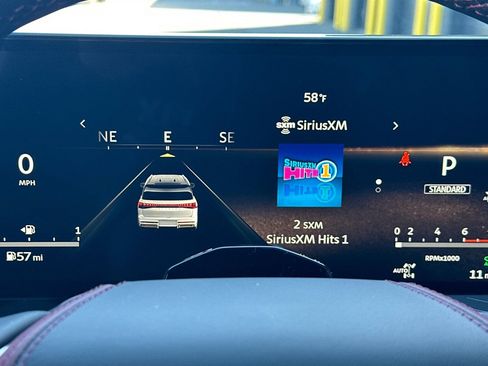 58°F
sxm SiriusXM
NE E SE
0
MPH
SIRIUSXM
HITS 1
P
STANDARD
2 SXM
SiriusXM Hits 1
1
57 mi
0 2 4 6
RPMx1000
AUTO
11